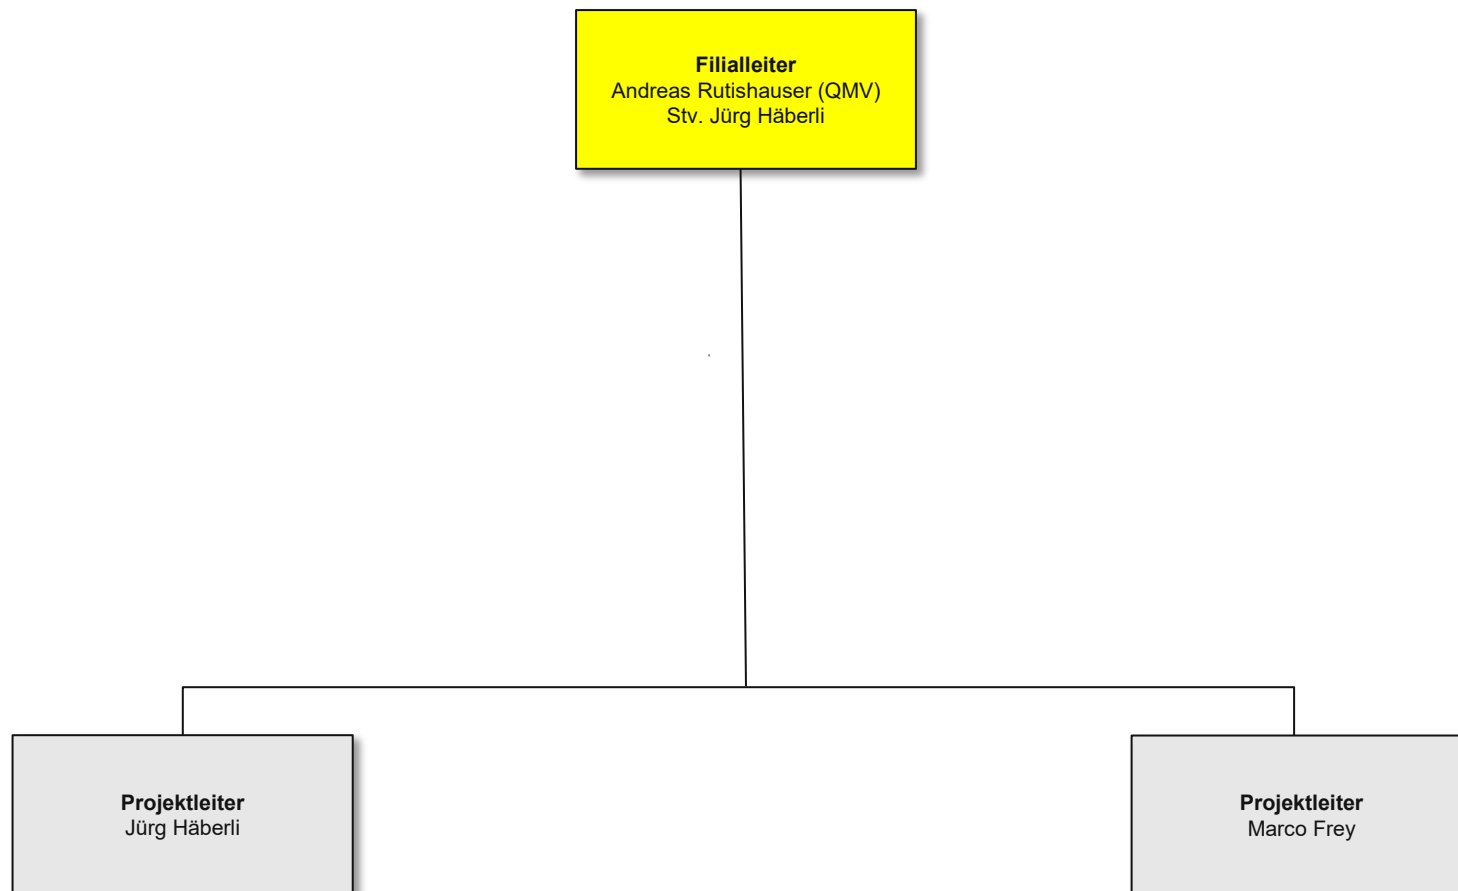 Filialleiter
Andreas Rutishauser (QMV)
Stv. Jürg Häberli
Projektleiter
Jürg Häberli
Projektleiter
Marco Frey